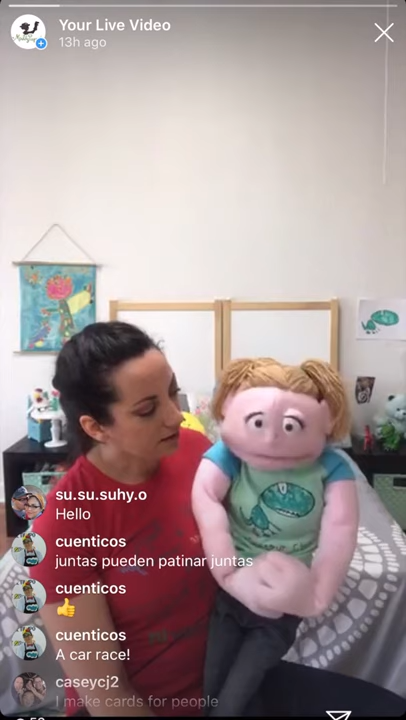 Your Live Video
13h ago
su.su.suhy.o
Hello
cuenticos
juntas pueden patinar juntas
cuenticos
👍
cuenticos
A car race!
caseycj2
I make cards for people